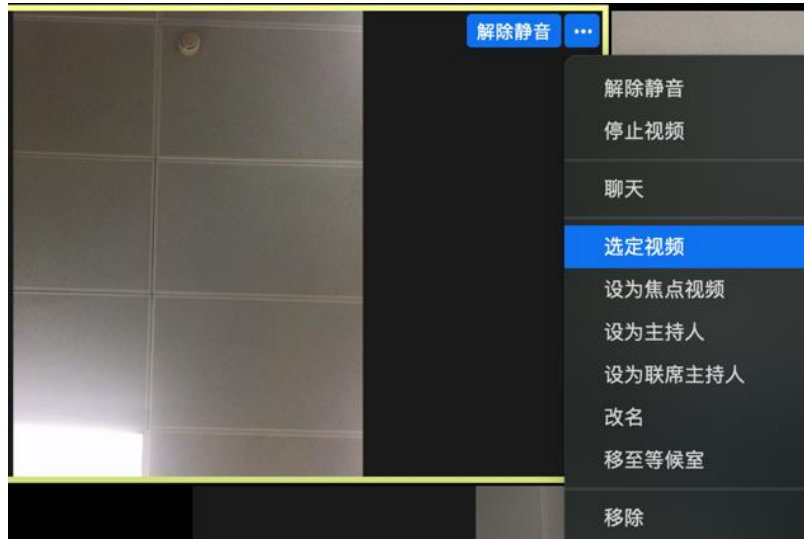 解除静音 ···
解除静音
停止视频
聊天
选定视频
设为焦点视频
设为主持人
设为联席主持人
改名
移至等候室
移除